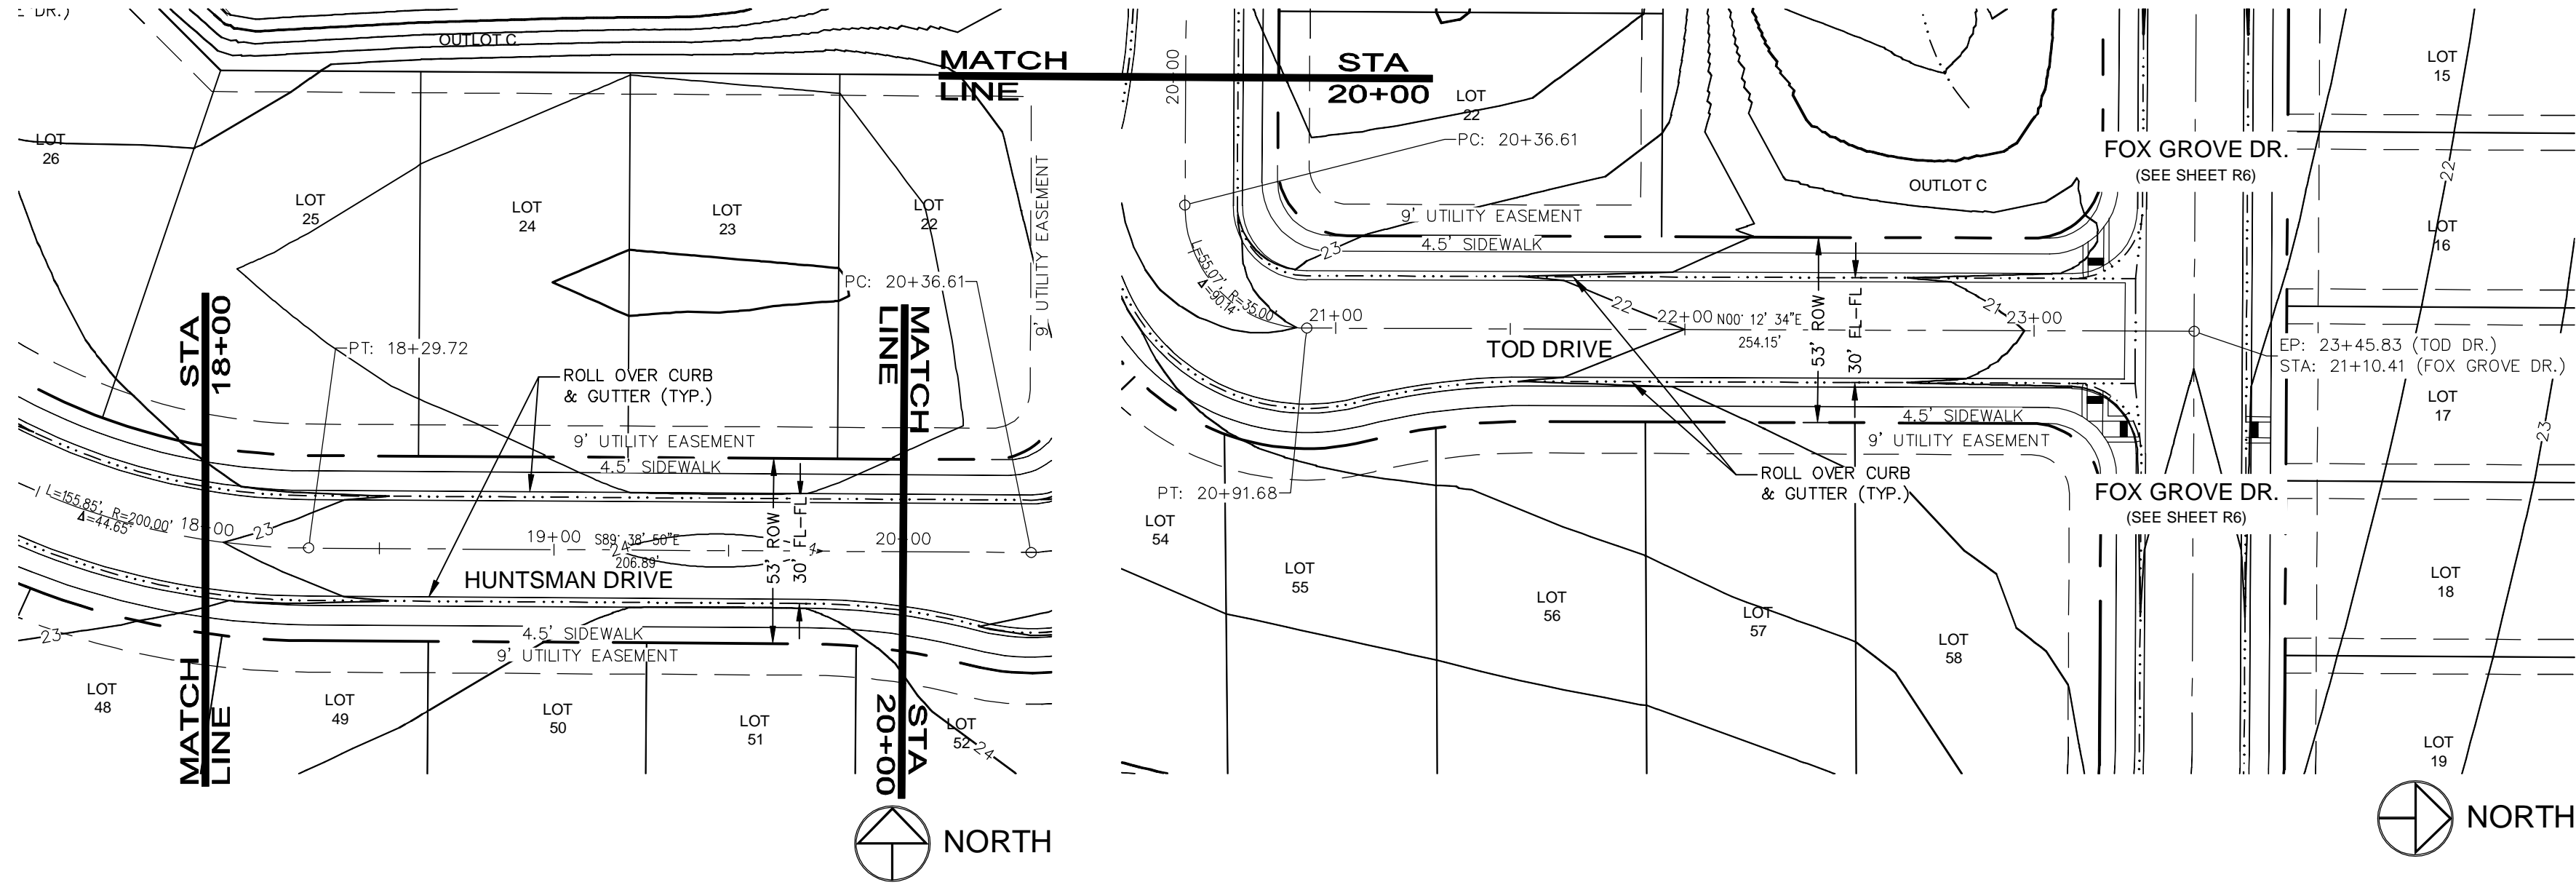 E DR.)
OUTLOT C
MATCH
LINE
STA
20+00
LOT
26
LOT
25
LOT
24
LOT
23
LOT
22
9' UTILITY EASEMENT
PC: 20+36.61
STA
18+00
MATCH
LINE
PT: 18+29.72
ROLL OVER CURB
& GUTTER (TYP.)
MATCH
LINE
9' UTILITY EASEMENT
4.5' SIDEWALK
L=155.85', R=200.00'
Δ=44.65°
18+00
23
19+00
S89° 38' 50"E
206.89'
24
53' ROW
30' FL-FL
20+00
HUNTSMAN DRIVE
23
4.5' SIDEWALK
9' UTILITY EASEMENT
LOT
48
LOT
49
LOT
50
LOT
51
LOT
52
24
STA
20+00
NORTH
20+00
LOT
22
PC: 20+36.61
9' UTILITY EASEMENT
4.5' SIDEWALK
23
OUTLOT C
FOX GROVE DR.
(SEE SHEET R6)
L=55.07', R=35.00'
Δ=90.14°
21+00
22
22+00
N00° 12' 34"E
254.15'
53' ROW
30' FL-FL
21
23+00
TOD DRIVE
EP: 23+45.83 (TOD DR.)
STA: 21+10.41 (FOX GROVE DR.)
4.5' SIDEWALK
9' UTILITY EASEMENT
ROLL OVER CURB
& GUTTER (TYP.)
PT: 20+91.68
FOX GROVE DR.
(SEE SHEET R6)
LOT
54
LOT
55
LOT
56
LOT
57
LOT
58
LOT
15
22
LOT
16
LOT
17
23
LOT
18
LOT
19
NORTH